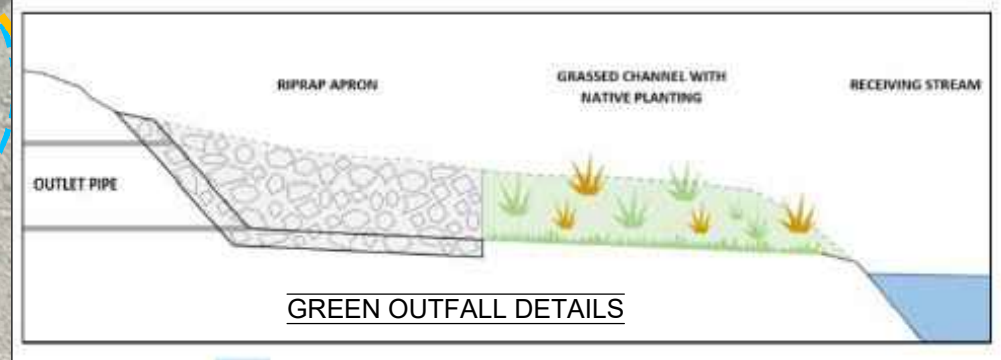 RIPRAP APRON
GRASSED CHANNEL WITH
NATIVE PLANTING
RECEIVING STREAM
OUTLET PIPE
GREEN OUTFALL DETAILS